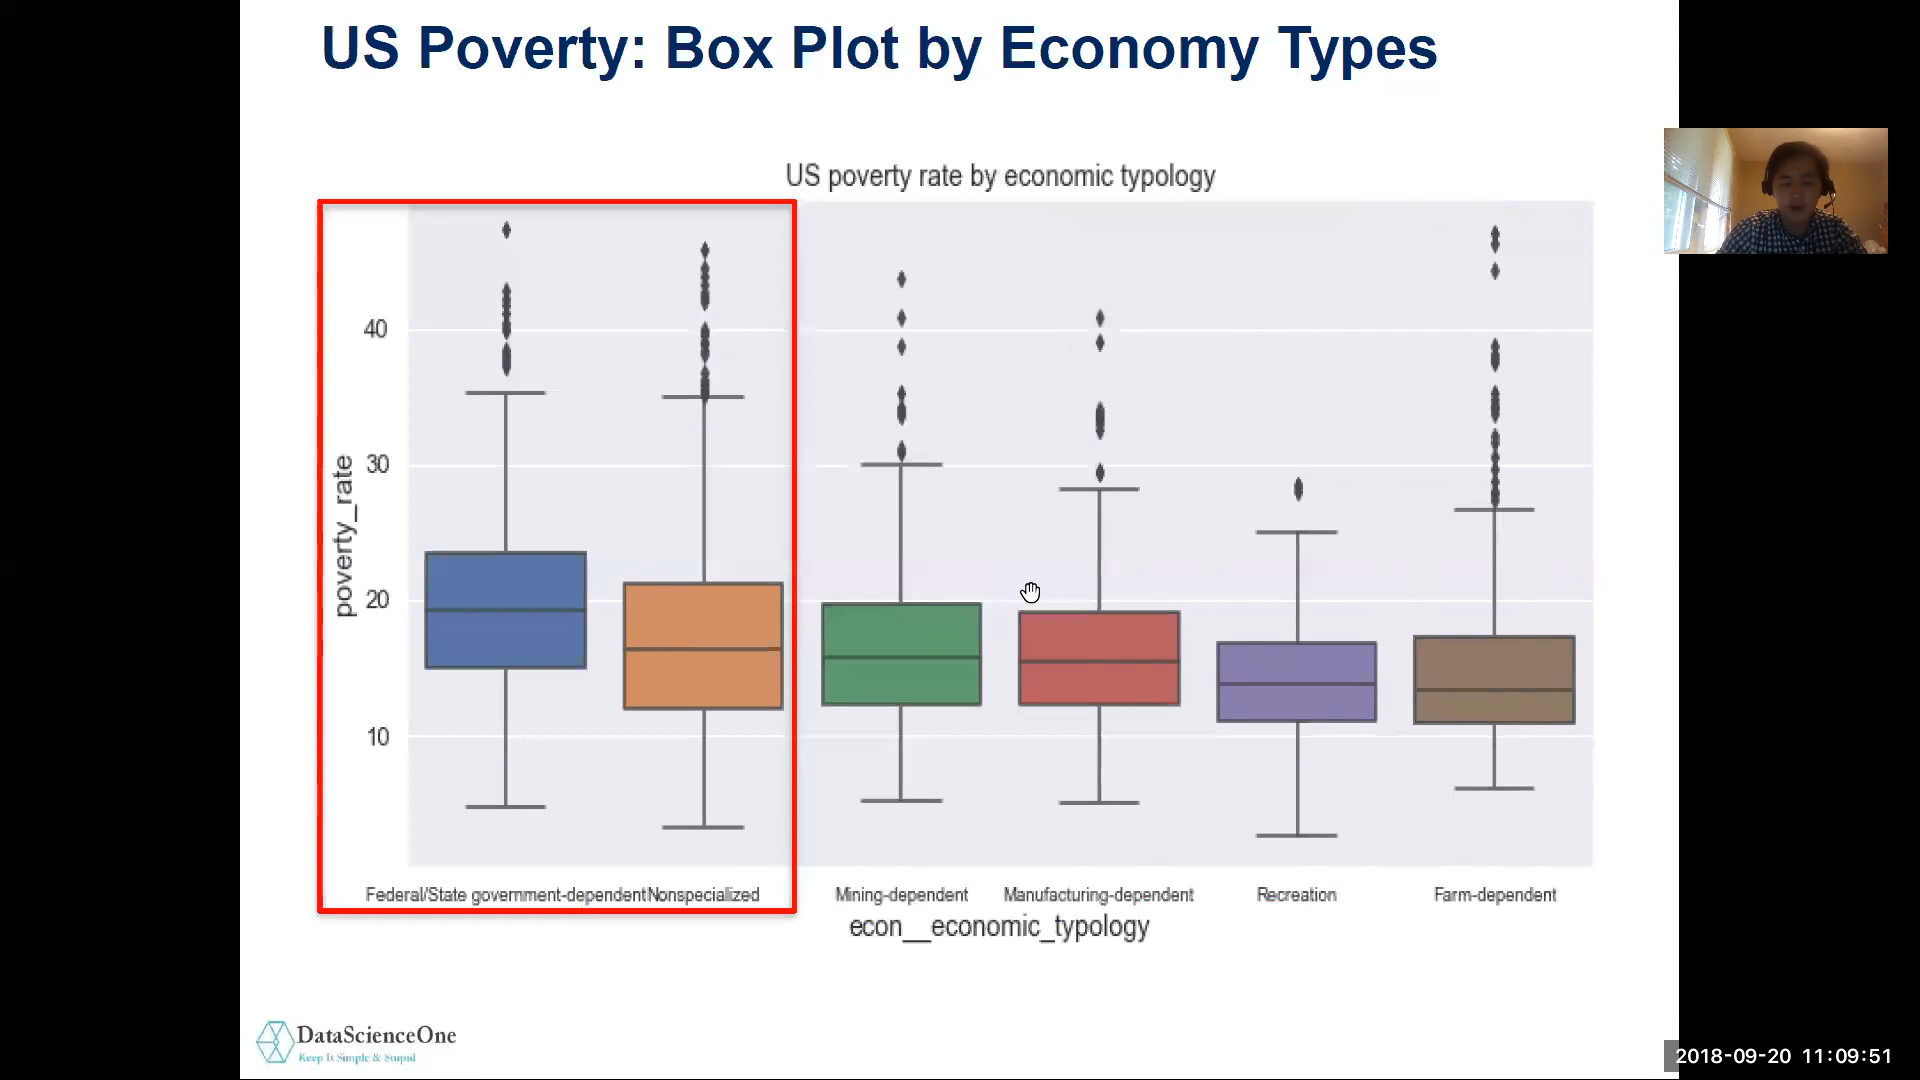 US Poverty: Box Plot by Economy Types
US poverty rate by economic typology
40
30
20
10
poverty_rate
Federal/State government-dependent Nonspecialized Mining-dependent Manufacturing-dependent Recreation Farm-dependent
econ__economic_typology
DataScienceOne
Keep It Simple & Stupid
2018-09-20 11:09:51